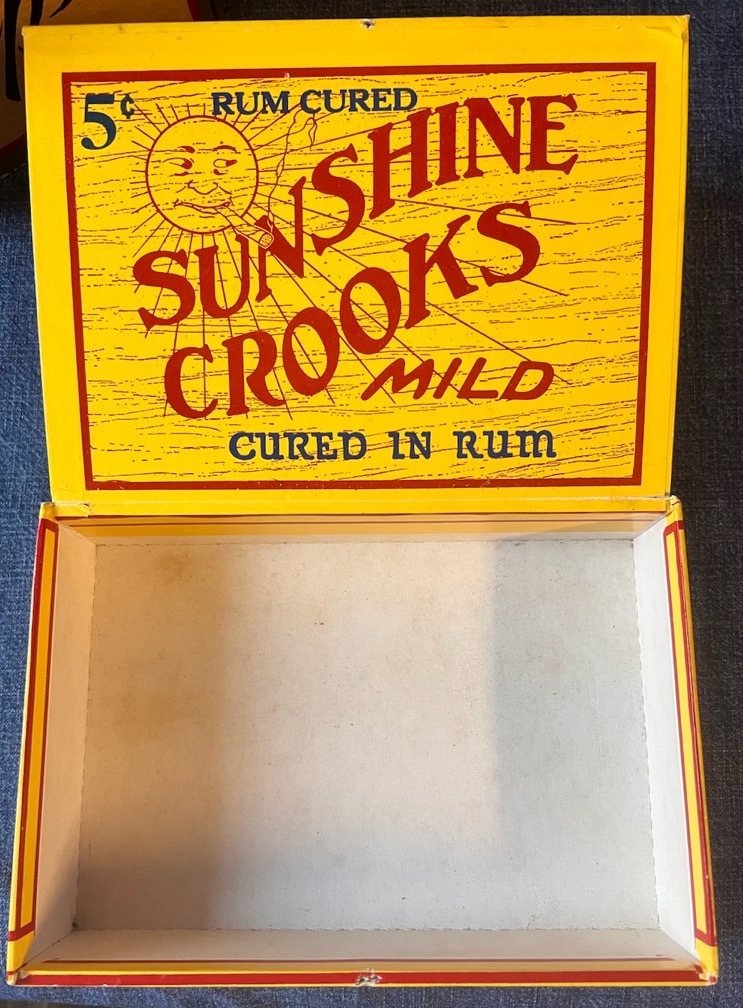 5¢ RUM CURED
SUNSHINE
CROOKS
MILD
CURED IN RUM